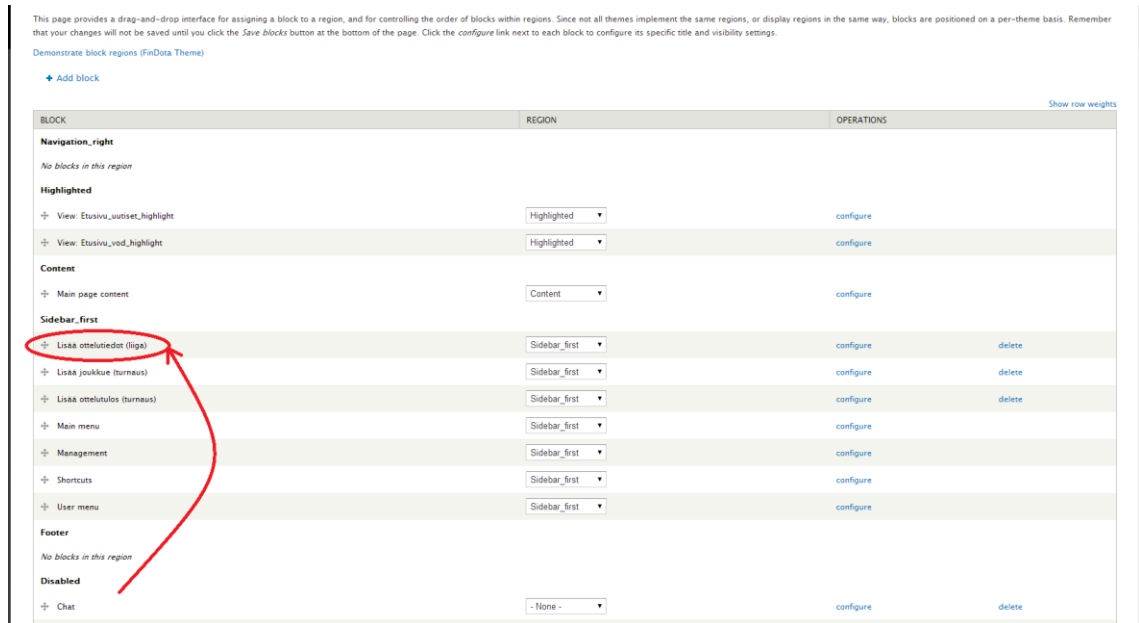 This page provides a drag-and-drop interface for assigning a block to a region, and for controlling the order of blocks within regions. Since not all themes implement the same regions, or display regions in the same way, blocks are positioned on a per-theme basis. Remember
that your changes will not be saved until you click the Save blocks button at the bottom of the page. Click the configure link next to each block to configure its specific title and visibility settings.
Demonstrate block regions (FinDota Theme)
+ Add block
Show row weights
BLOCK REGION OPERATIONS
Navigation_right
No blocks in this region
Highlighted
View: Etusivu_uutiset_highlight Highlighted configure
View: Etusivu_vod_highlight Highlighted configure
Content
Main page content Content configure
Sidebar_first
Lisää ottelutiedot (liiga) Sidebar_first configure delete
Lisää joukkue (turnaus) Sidebar_first configure delete
Lisää ottelutulos (turnaus) Sidebar_first configure delete
Main menu Sidebar_first configure
Management Sidebar_first configure
Shortcuts Sidebar_first configure
User menu Sidebar_first configure
Footer
No blocks in this region
Disabled
Chat - None - configure delete